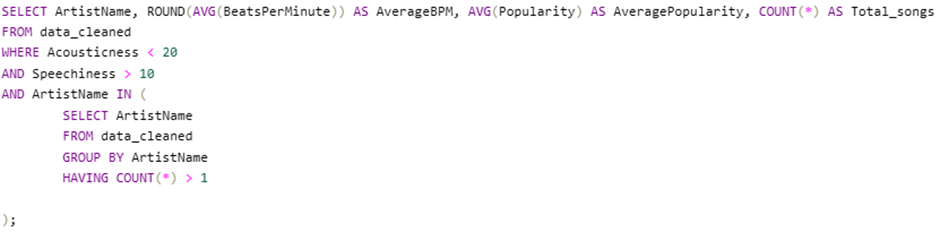 SELECT ArtistName, ROUND(AVG(BeatsPerMinute)) AS AverageBPM, AVG(Popularity) AS AveragePopularity, COUNT(*) AS Total_songs
FROM data_cleaned
WHERE Acousticness < 20
AND Speechiness > 10
AND ArtistName IN (
SELECT ArtistName
FROM data_cleaned
GROUP BY ArtistName
HAVING COUNT(*) > 1
);